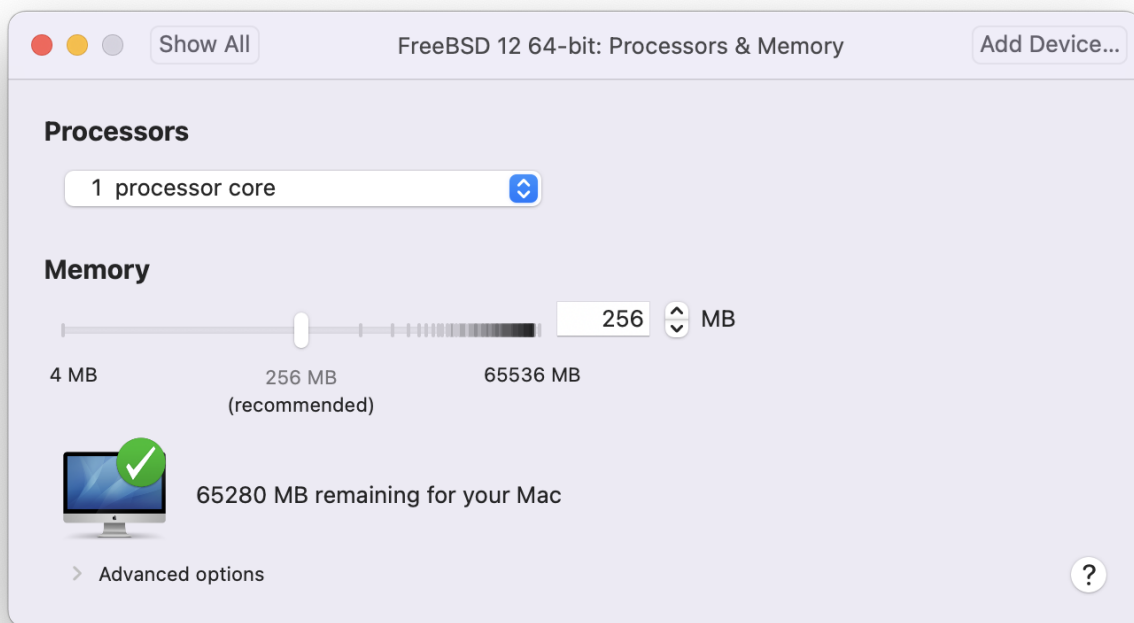 Show All FreeBSD 12 64-bit: Processors & Memory Add Device...
Processors
1 processor core
Memory
256 MB
4 MB 256 MB 65536 MB
(recommended)
65280 MB remaining for your Mac
Advanced options ?